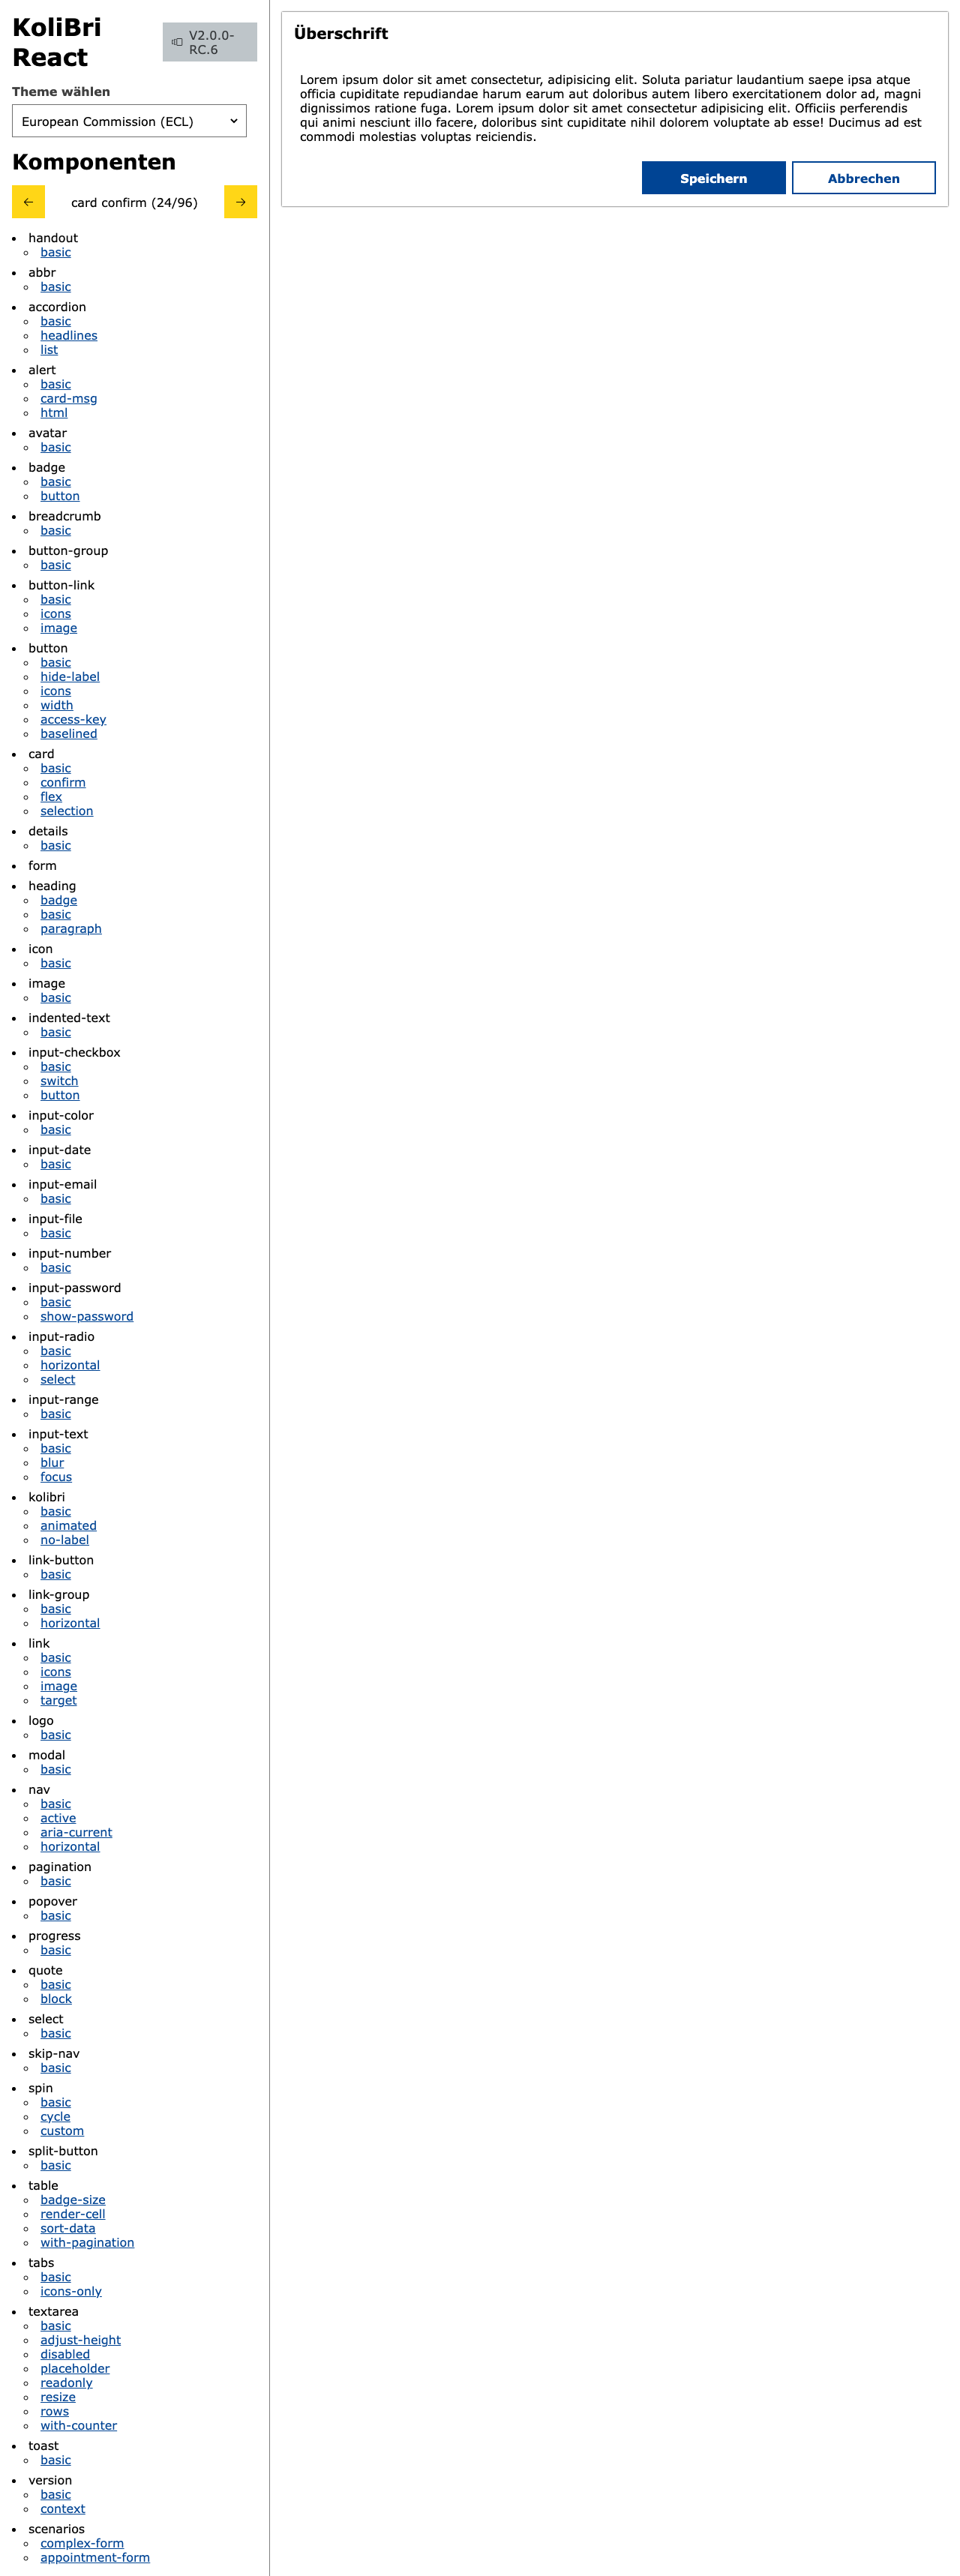 KoliBri
React
V2.0.0-
RC.6
Theme wählen
European Commission (ECL)
Komponenten
card confirm (24/96)
handout
basic
abbr
basic
accordion
basic
headlines
list
alert
basic
card-msg
html
avatar
basic
badge
basic
button
breadcrumb
basic
button-group
basic
button-link
basic
icons
image
button
basic
hide-label
icons
width
access-key
baselined
card
basic
confirm
flex
selection
details
basic
form
heading
badge
basic
paragraph
icon
basic
image
basic
indented-text
basic
input-checkbox
basic
switch
button
input-color
basic
input-date
basic
input-email
basic
input-file
basic
input-number
basic
input-password
basic
show-password
input-radio
basic
horizontal
select
input-range
basic
input-text
basic
blur
focus
kolibri
basic
animated
no-label
link-button
basic
link-group
basic
horizontal
link
basic
icons
image
target
logo
basic
modal
basic
nav
basic
active
aria-current
horizontal
pagination
basic
popover
basic
progress
basic
quote
basic
block
select
basic
skip-nav
basic
spin
basic
cycle
custom
split-button
basic
table
badge-size
render-cell
sort-data
with-pagination
tabs
basic
icons-only
textarea
basic
adjust-height
disabled
placeholder
readonly
resize
rows
with-counter
toast
basic
version
basic
context
scenarios
complex-form
appointment-form
Überschrift
Lorem ipsum dolor sit amet consectetur, adipisicing elit. Soluta pariatur laudantium saepe ipsa atque
officia cupiditate repudiandae harum earum aut doloribus autem libero exercitationem dolor ad, magni
dignissimos ratione fuga. Lorem ipsum dolor sit amet consectetur adipisicing elit. Officiis perferendis
qui animi nesciunt illo facere, doloribus sint cupiditate nihil dolorem voluptate ab esse! Ducimus ad est
commodi molestias voluptas reiciendis.
Speichern
Abbrechen